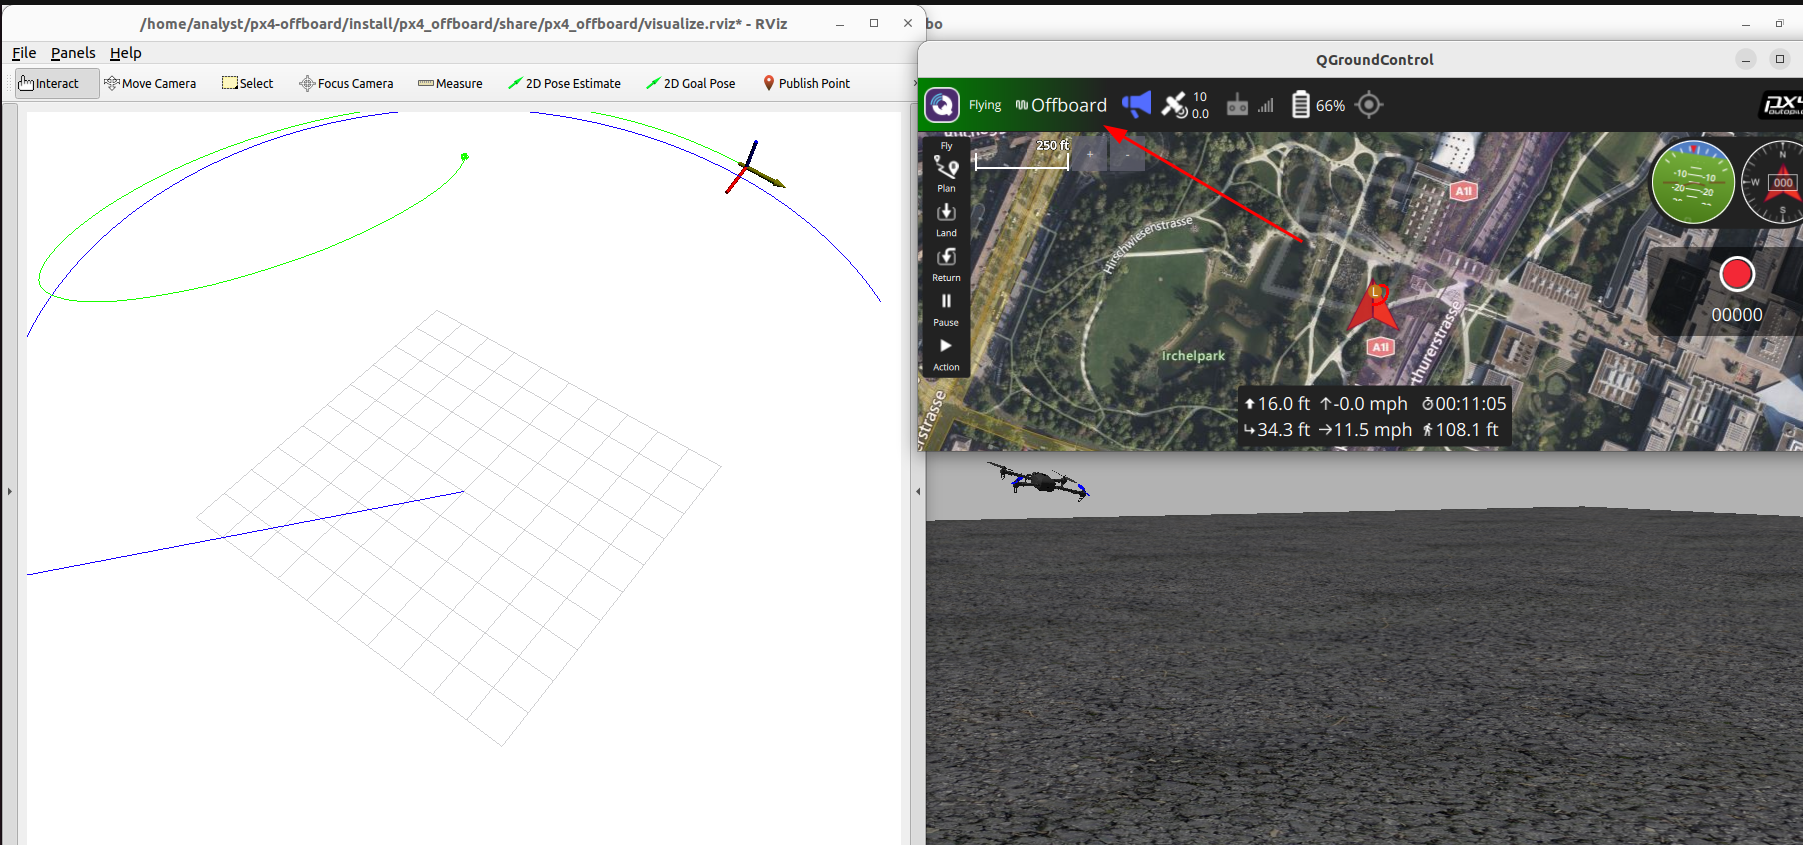 /home/analyst/px4-offboard/install/px4_offboard/share/px4_offboard/visualize.rviz* - RViz
File Panels Help
Interact Move Camera Select Focus Camera Measure 2D Pose Estimate 2D Goal Pose Publish Point
bo
QGroundControl
Flying Offboard 10 0.0 66% px4 autopilot
Fly
Plan
Land
Return
Pause
Action
250 ft
+ -
Hirschwiesenstrasse
A1l
L
A1l
Irchelpark
thurerstrasse
erstrasse
-10 -10
-20 -20
N
W 000
S
00000
16.0 ft -0.0 mph 00:11:05
34.3 ft 11.5 mph 108.1 ft